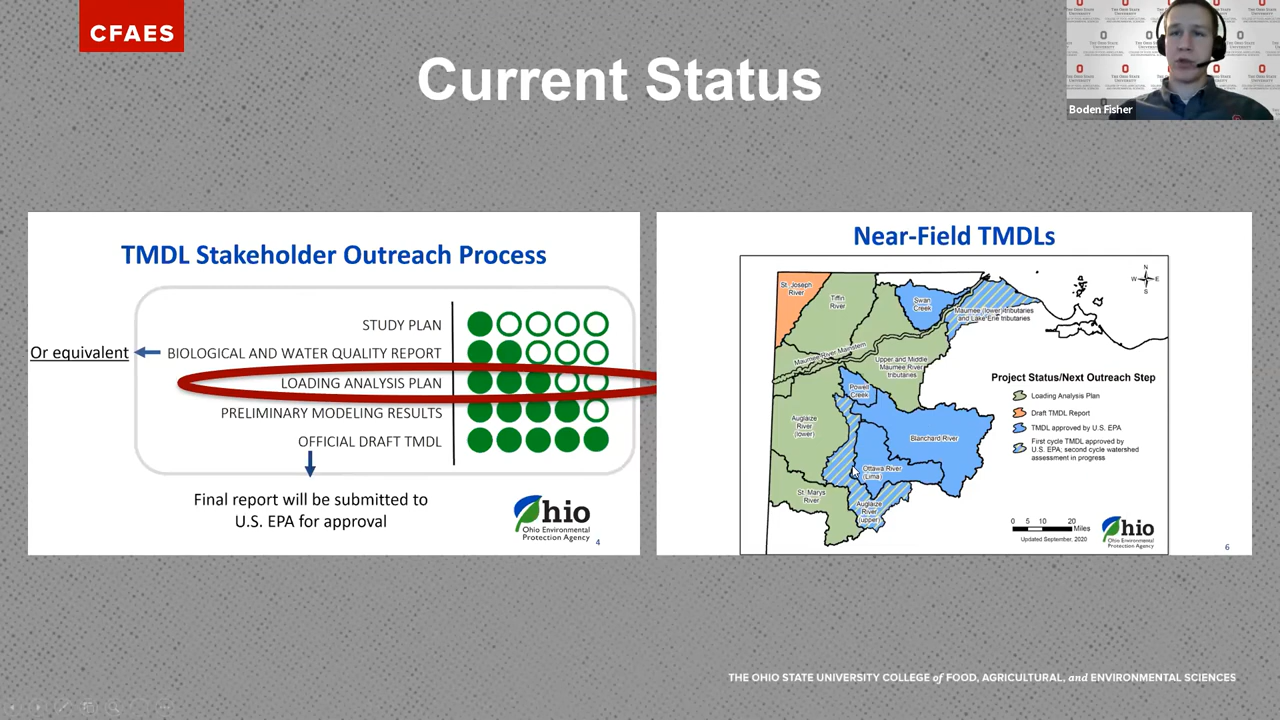 CFAES
Current Status
Boden Fisher
TMDL Stakeholder Outreach Process
STUDY PLAN
Or equivalent
BIOLOGICAL AND WATER QUALITY REPORT
LOADING ANALYSIS PLAN
PRELIMINARY MODELING RESULTS
OFFICIAL DRAFT TMDL
Final report will be submitted to
U.S. EPA for approval
Ohio
Ohio Environmental
Protection Agency
4
Near-Field TMDLs
N
W E
S
St. Joseph
River
Tiffin
River
Swan
Creek
Maumee (lower) tributaries
and Lake Erie tributaries
Maumee River Mainstem
Upper and Middle
Maumee River
tributaries
Powell
Creek
Auglaize
River
(lower)
Blanchard River
Ottawa River
(Lima)
St. Marys
River
Auglaize
River
(upper)
Project Status/Next Outreach Step
Loading Analysis Plan
Draft TMDL Report
TMDL approved by U.S. EPA
First cycle TMDL approved by
U.S. EPA; second cycle watershed
assessment in progress
0 5 10 20
Miles
Updated September, 2020
Ohio
Ohio Environmental
Protection Agency
6
THE OHIO STATE UNIVERSITY COLLEGE of FOOD, AGRICULTURAL, and ENVIRONMENTAL SCIENCES